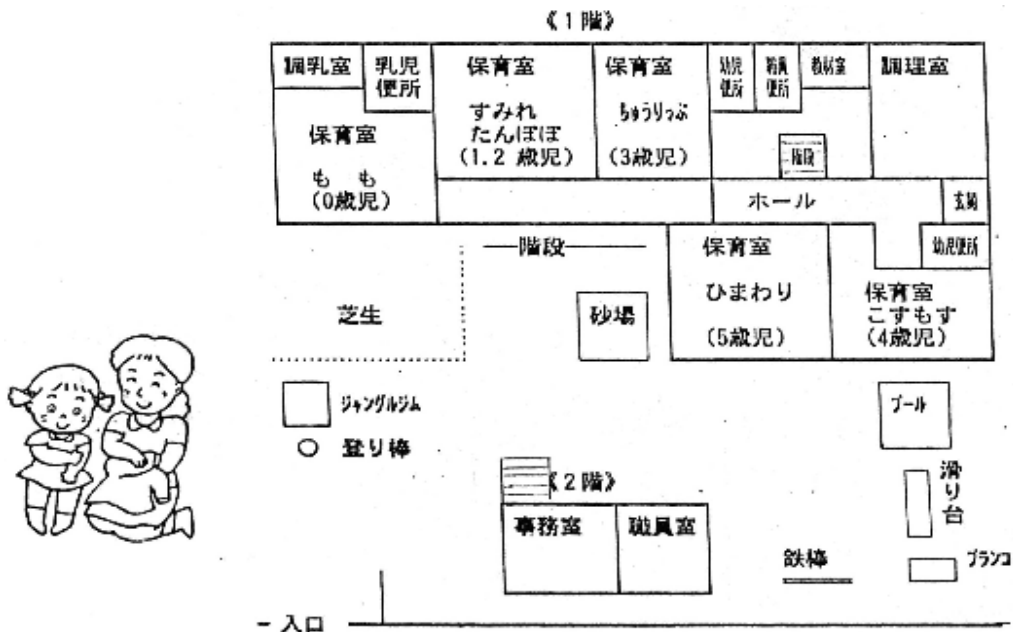 《1階》
調乳室
乳児
便所
保育室
すみれ
たんぽぽ
(1.2 歳児)
保育室
ちゅうりっぷ
(3歳児)
幼児
便所
職員
便所
教材室
調理室
保育室
も も
(0歳児)
階段
ホール
玄関
階段
保育室
ひまわり
(5歳児)
幼児便所
保育室
こすもす
(4歳児)
芝生
砂場
ジャングルジム
登り棒
プール
滑り台
《2階》
事務室
職員室
鉄棒
ブランコ
入口